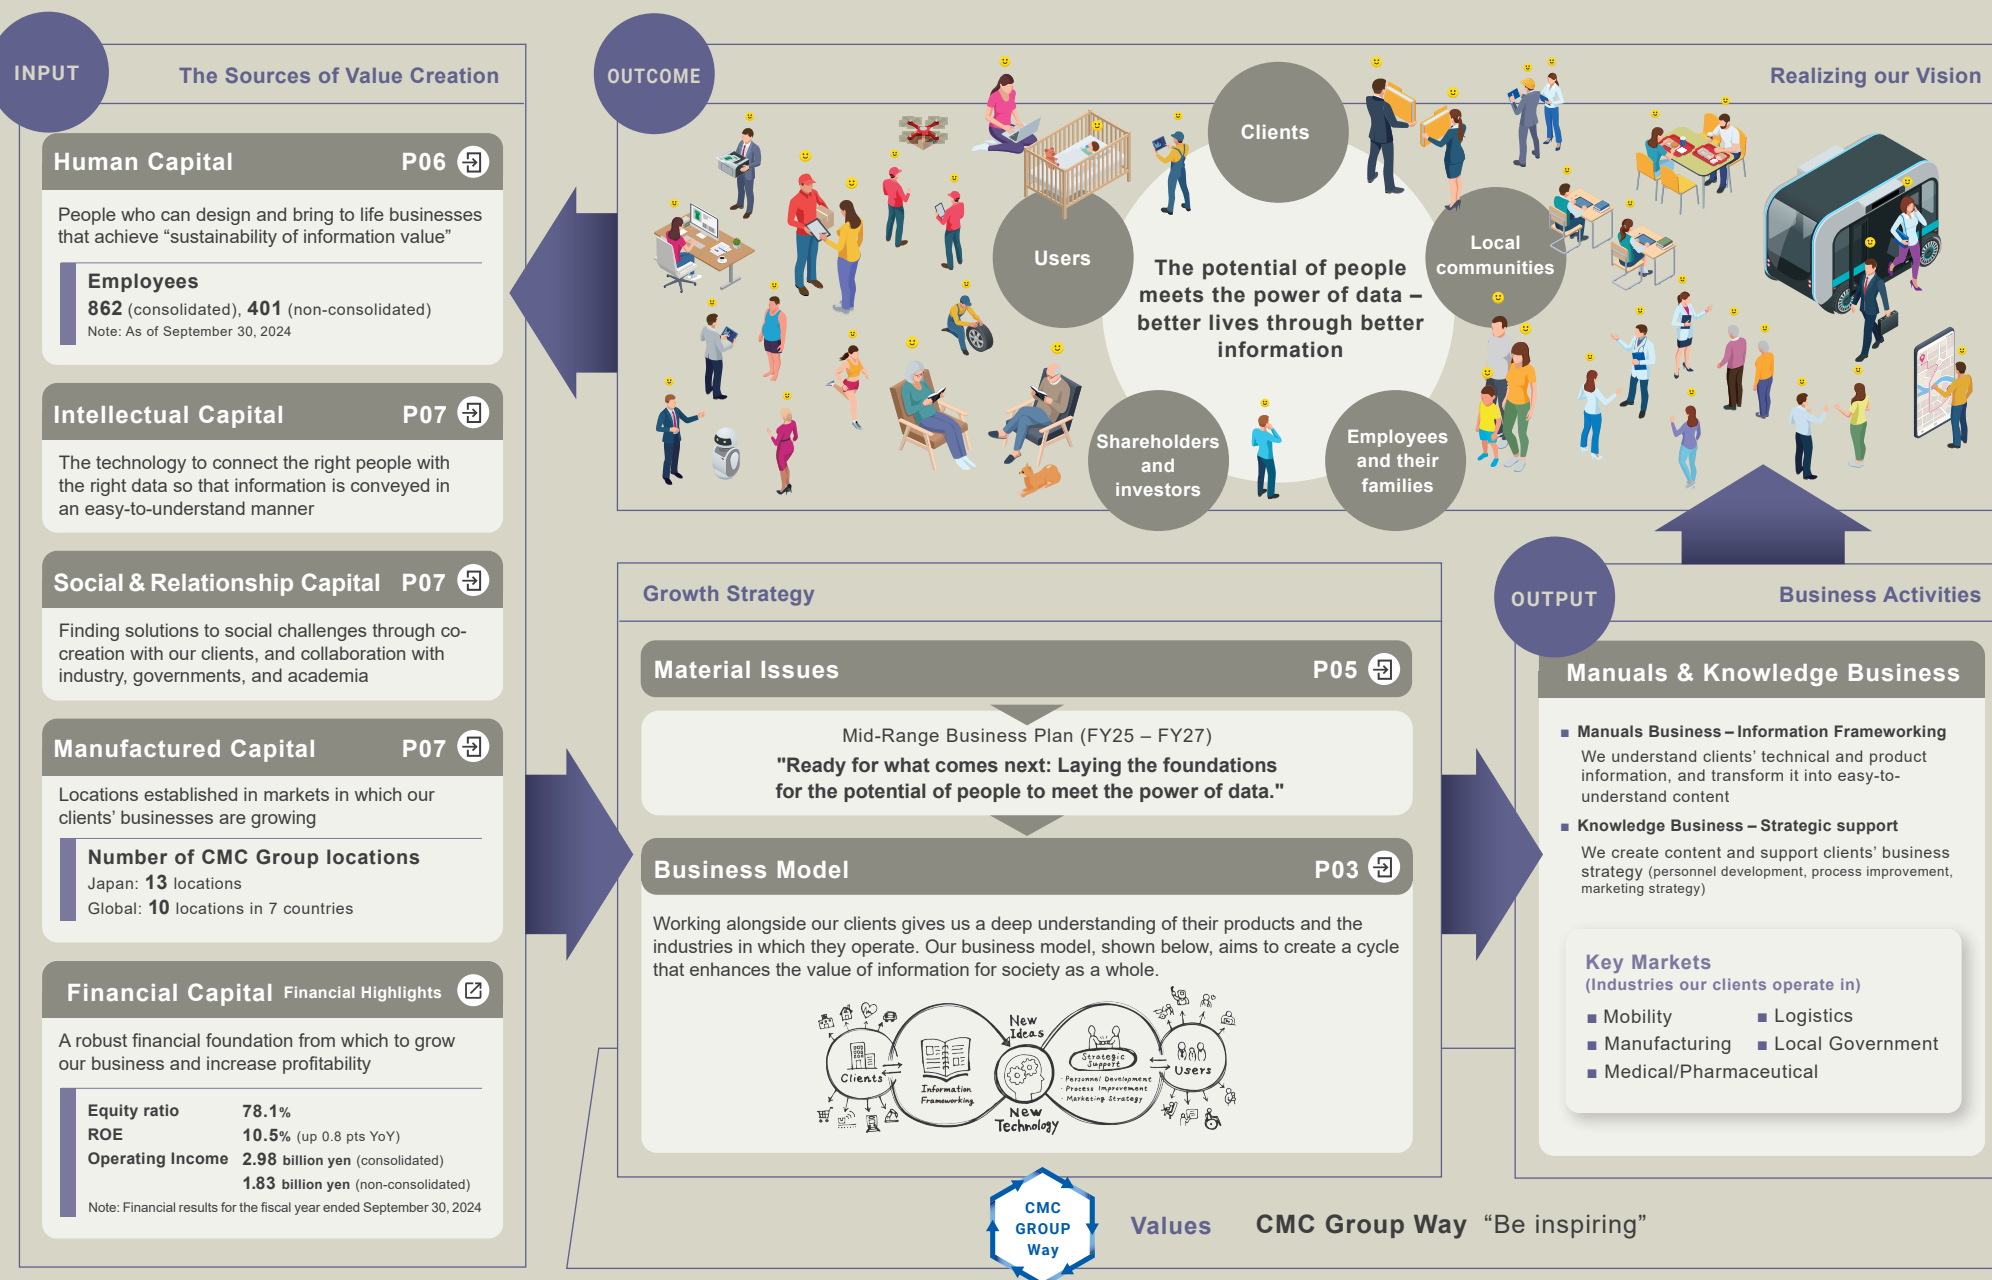 INPUT
The Sources of Value Creation
Human Capital P06
People who can design and bring to life businesses
that achieve “sustainability of information value”
Employees
862 (consolidated), 401 (non-consolidated)
Note: As of September 30, 2024
Intellectual Capital P07
The technology to connect the right people with
the right data so that information is conveyed in
an easy-to-understand manner
Social & Relationship Capital P07
Finding solutions to social challenges through co-
creation with our clients, and collaboration with
industry, governments, and academia
Manufactured Capital P07
Locations established in markets in which our
clients’ businesses are growing
Number of CMC Group locations
Japan: 13 locations
Global: 10 locations in 7 countries
Financial Capital Financial Highlights
A robust financial foundation from which to grow
our business and increase profitability
Equity ratio 78.1%
ROE 10.5% (up 0.8 pts YoY)
Operating Income 2.98 billion yen (consolidated)
1.83 billion yen (non-consolidated)
Note: Financial results for the fiscal year ended September 30, 2024
OUTCOME
Realizing our Vision
Clients
Users
Local
communities
The potential of people
meets the power of data –
better lives through better
information
Shareholders
and
investors
Employees
and their
families
Growth Strategy
Material Issues P05
Mid-Range Business Plan (FY25 – FY27)
"Ready for what comes next: Laying the foundations
for the potential of people to meet the power of data."
Business Model P03
Working alongside our clients gives us a deep understanding of their products and the
industries in which they operate. Our business model, shown below, aims to create a cycle
that enhances the value of information for society as a whole.
Clients
Information
Frameworking
New
Ideas
New
Technology
Strategic
Support
· Personnel Development
· Process Improvement
· Marketing Strategy
Users
OUTPUT
Business Activities
Manuals & Knowledge Business
■ Manuals Business – Information Frameworking
We understand clients’ technical and product
information, and transform it into easy-to-
understand content
■ Knowledge Business – Strategic support
We create content and support clients’ business
strategy (personnel development, process improvement,
marketing strategy)
Key Markets
(Industries our clients operate in)
■ Mobility ■ Logistics
■ Manufacturing ■ Local Government
■ Medical/Pharmaceutical
CMC
GROUP
Way
Values CMC Group Way “Be inspiring”